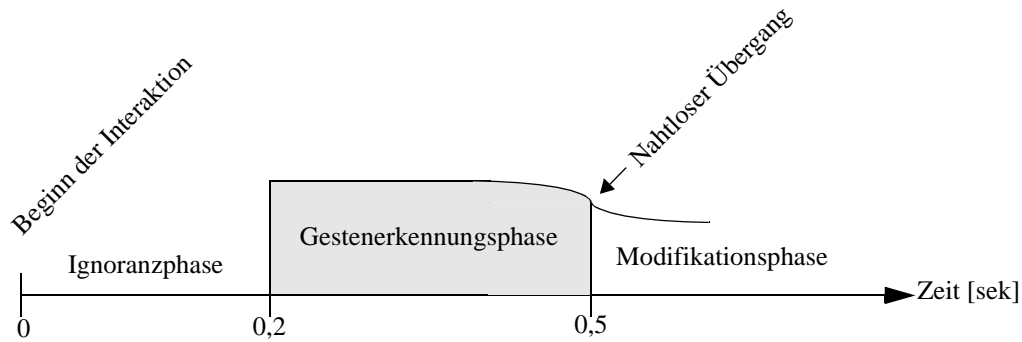 Beginn der Interaktion
Nahtloser Übergang
Gestenerkennungsphase
Ignoranzphase
Modifikationsphase
Zeit [sek]
0
0,2
0,5